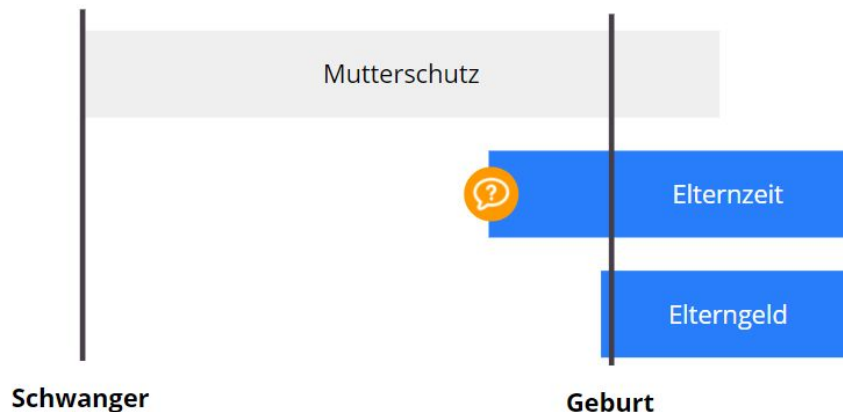 Mutterschutz
?
Elternzeit
Elterngeld
Schwanger
Geburt